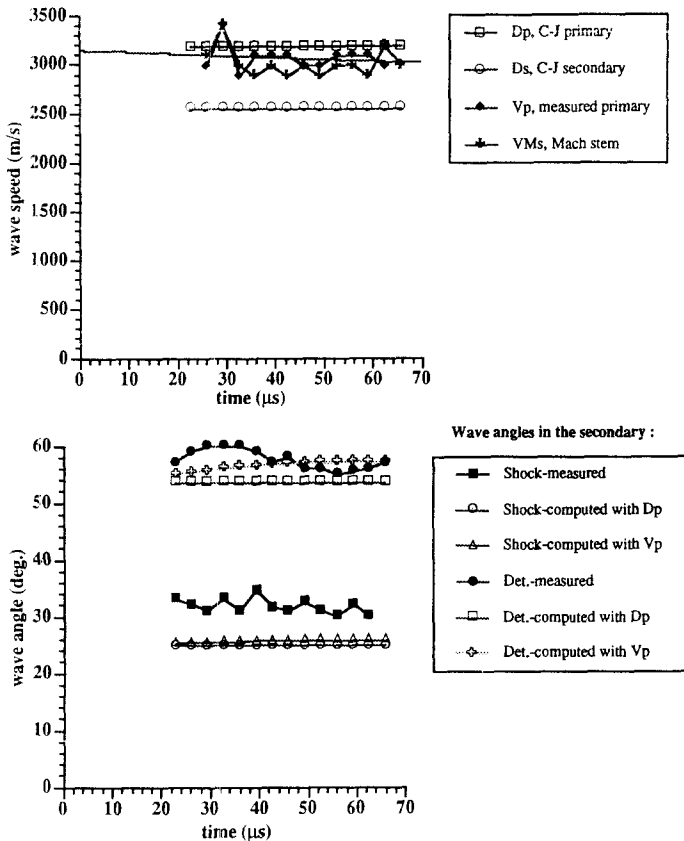 3500
3000
2500
2000
1500
1000
500
0
wave speed (m/s)
0 10 20 30 40 50 60 70
time (µs)
Dp, C-J primary
Ds, C-J secondary
Vp, measured primary
VMs, Mach stem
60
50
40
30
20
10
0
wave angle (deg.)
0 10 20 30 40 50 60 70
time (µs)
Wave angles in the secondary :
Shock-measured
Shock-computed with Dp
Shock-computed with Vp
Det.-measured
Det.-computed with Dp
Det.-computed with Vp